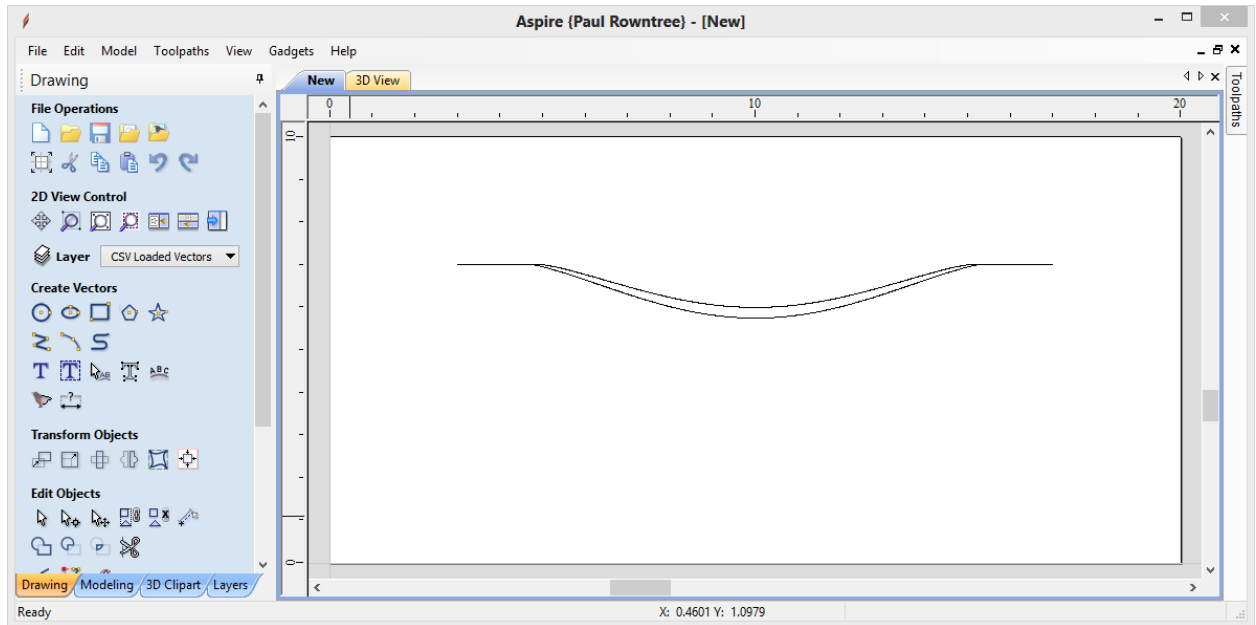 Aspire {Paul Rowntree} - [New]
File Edit Model Toolpaths View Gadgets Help
Drawing
New 3D View
Toolpaths
File Operations
0 10 20
10
2D View Control
Layer CSV Loaded Vectors
Create Vectors
T T AB T ABC
?
Transform Objects
Edit Objects
0
Drawing Modeling 3D Clipart Layers
Ready X: 0.4601 Y: 1.0979